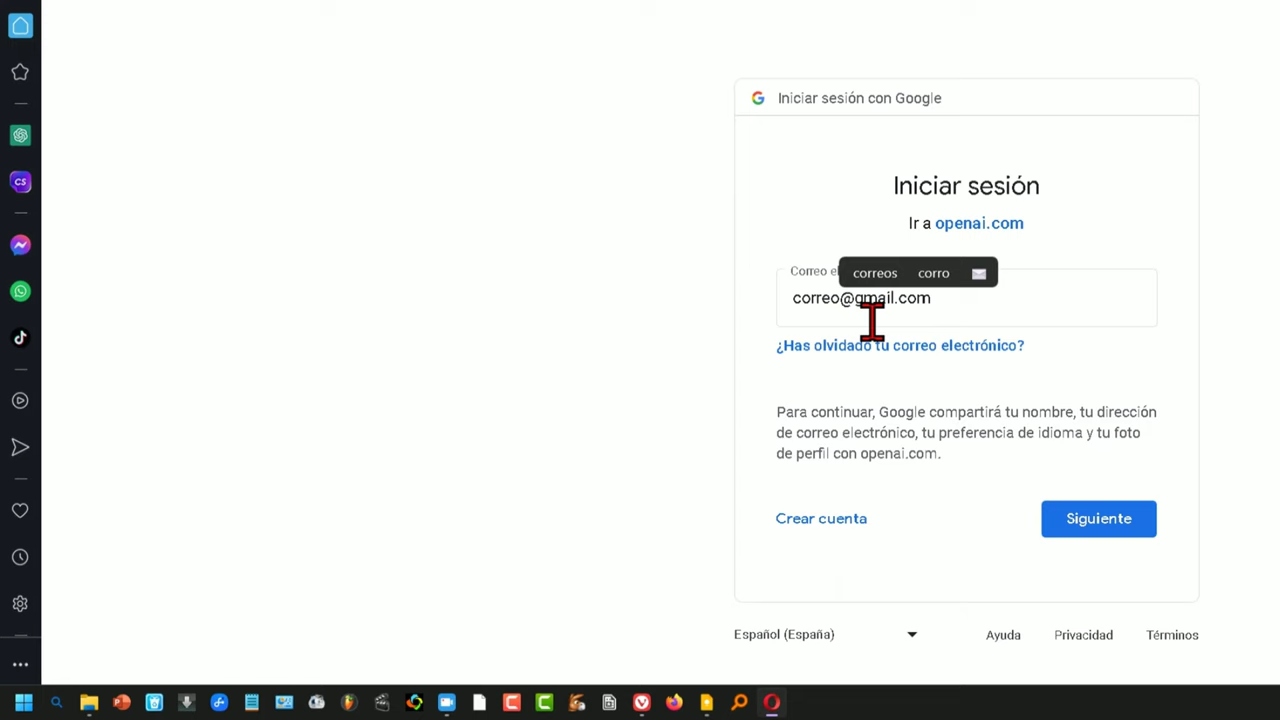 Iniciar sesión con Google
Iniciar sesión
Ir a openai.com
correos corro
Correo el
correo@gmail.com
¿Has olvidado tu correo electrónico?
Para continuar, Google compartirá tu nombre, tu dirección
de correo electrónico, tu preferencia de idioma y tu foto
de perfil con openai.com.
Crear cuenta
Siguiente
Español (España)
Ayuda
Privacidad
Términos
CS